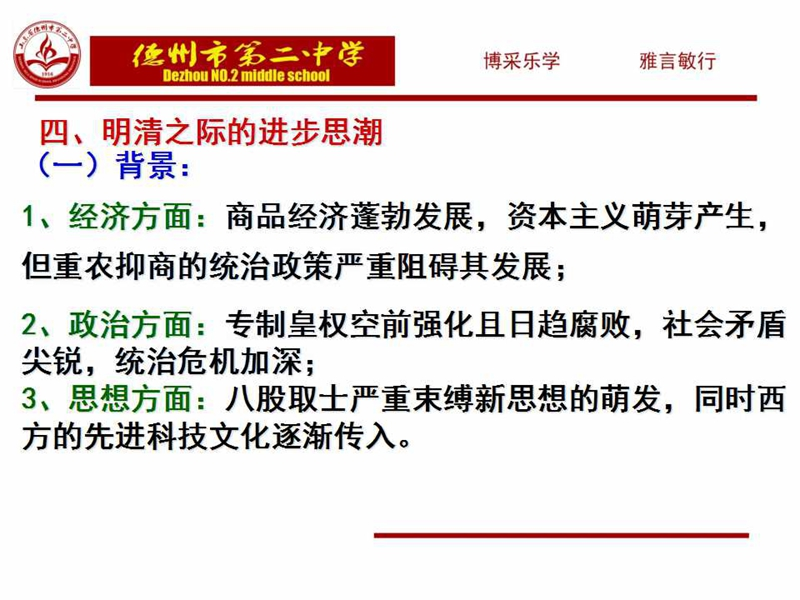 德州市第二中学
Dezhou NO.2 middle school
博采乐学 雅言敏行
四、明清之际的进步思潮
（一）背景：
1、经济方面：商品经济蓬勃发展，资本主义萌芽产生，
但重农抑商的统治政策严重阻碍其发展；
2、政治方面：专制皇权空前强化且日趋腐败，社会矛盾
尖锐，统治危机加深；
3、思想方面：八股取士严重束缚新思想的萌发，同时西
方的先进科技文化逐渐传入。